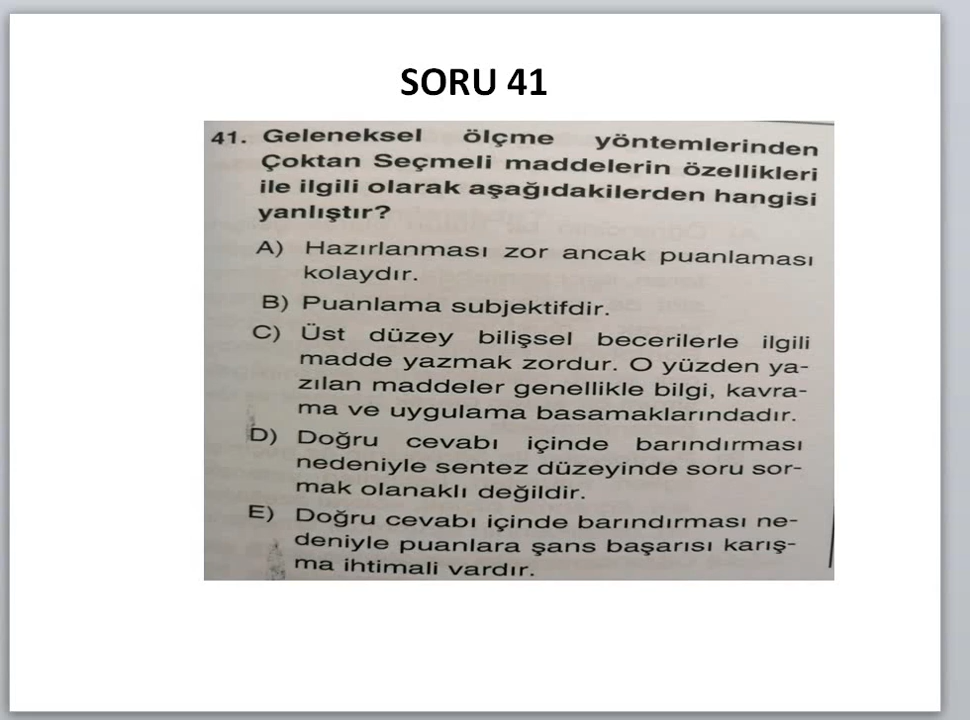 SORU 41
41. Geleneksel ölçme yöntemlerinden
Çoktan Seçmeli maddelerin özellikleri
ile ilgili olarak aşağıdakilerden hangisi
yanlıştır?
A) Hazırlanması zor ancak puanlaması
kolaydır.
B) Puanlama subjektifdir.
C) Üst düzey bilişsel becerilerle ilgili
madde yazmak zordur. O yüzden ya-
zılan maddeler genellikle bilgi, kavra-
ma ve uygulama basamaklarındadır.
D) Doğru cevabı içinde barındırması
nedeniyle sentez düzeyinde soru sor-
mak olanaklı değildir.
E) Doğru cevabı içinde barındırması ne-
deniyle puanlara şans başarısı karış-
ma ihtimali vardır.